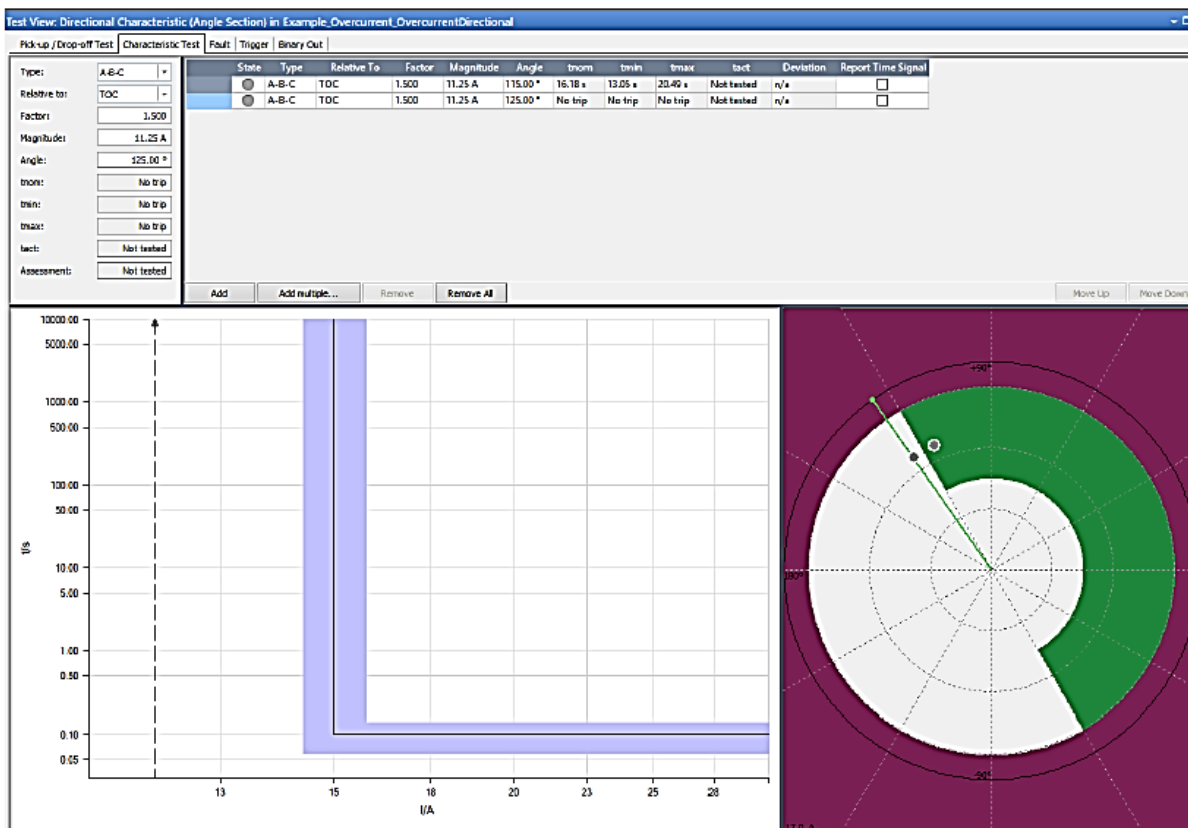 Test View: Directional Characteristic (Angle Section) in Example_Overcurrent_OvercurrentDirectional
Pick-up / Drop-off Test Characteristic Test Fault Trigger Binary Out
Type: A-B-C
Relative to: TOC
Factor: 1.500
Magnitude: 11.25 A
Angle: 125.00 °
tnom: No trip
tmin: No trip
tmax: No trip
tact: Not tested
Assessment: Not tested
State Type Relative To Factor Magnitude Angle tnom tmin tmax tact Deviation Report Time Signal
A-B-C TOC 1.500 11.25 A 115.00 ° 16.18 s 13.05 s 20.49 s Not tested n/a
A-B-C TOC 1.500 11.25 A 125.00 ° No trip No trip No trip Not tested n/a
Add Add multiple... Remove Remove All Move Up Move Down
10000.00
5000.00
1000.00
500.00
100.00
50.00
10.00
5.00
1.00
0.50
0.10
0.05
t/s
13 15 18 20 23 25 28
I/A
+90°
180°
-90°